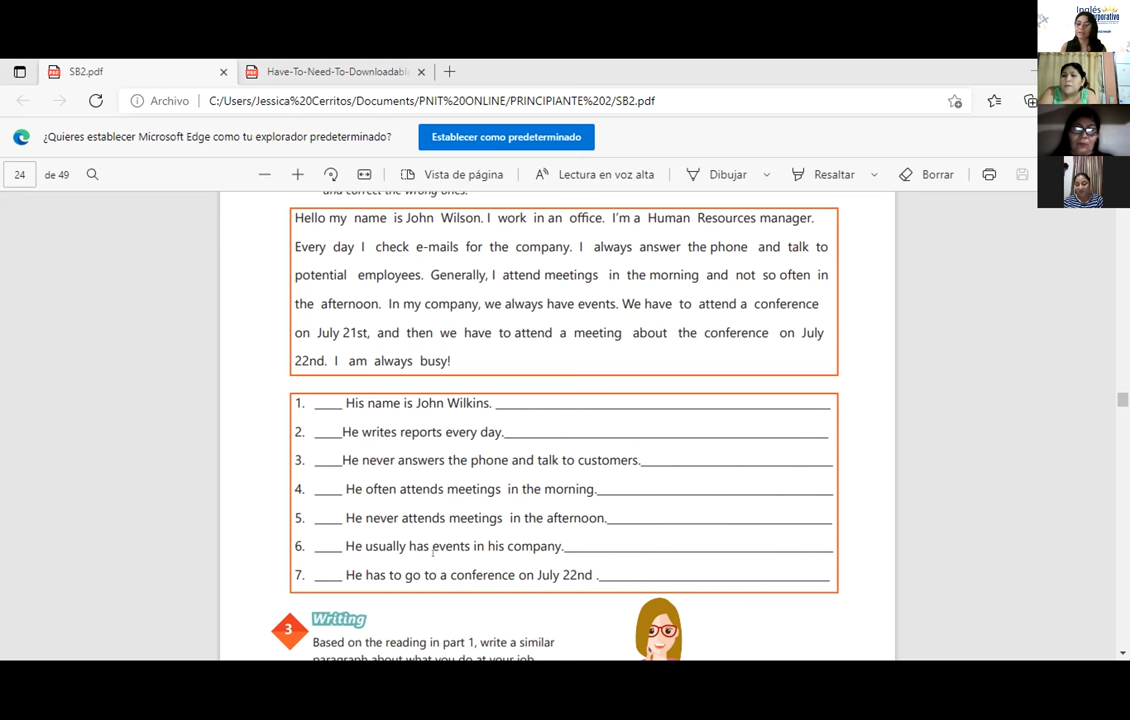 Inglés
Corporativo
SB2.pdf
Have-To-Need-To-Downloadable
Archivo
C:/Users/Jessica%20Cerritos/Documents/PNIT%20ONLINE/PRINCIPIANTE%202/SB2.pdf
¿Quieres establecer Microsoft Edge como tu explorador predeterminado?
Establecer como predeterminado
24 de 49
Vista de página
Lectura en voz alta
Dibujar
Resaltar
Borrar
and correct the wrong ones.
Hello my name is John Wilson. I work in an office. I'm a Human Resources manager.
Every day I check e-mails for the company. I always answer the phone and talk to
potential employees. Generally, I attend meetings in the morning and not so often in
the afternoon. In my company, we always have events. We have to attend a conference
on July 21st, and then we have to attend a meeting about the conference on July
22nd. I am always busy!
1. ____ His name is John Wilkins. ____
2. ____He writes reports every day.____
3. ____He never answers the phone and talk to customers.____
4. ____ He often attends meetings in the morning.____
5. ____ He never attends meetings in the afternoon.____
6. ____ He usually has events in his company.____
7. ____ He has to go to a conference on July 22nd .____
3 Writing
Based on the reading in part 1, write a similar
paragraph about what you do at your job